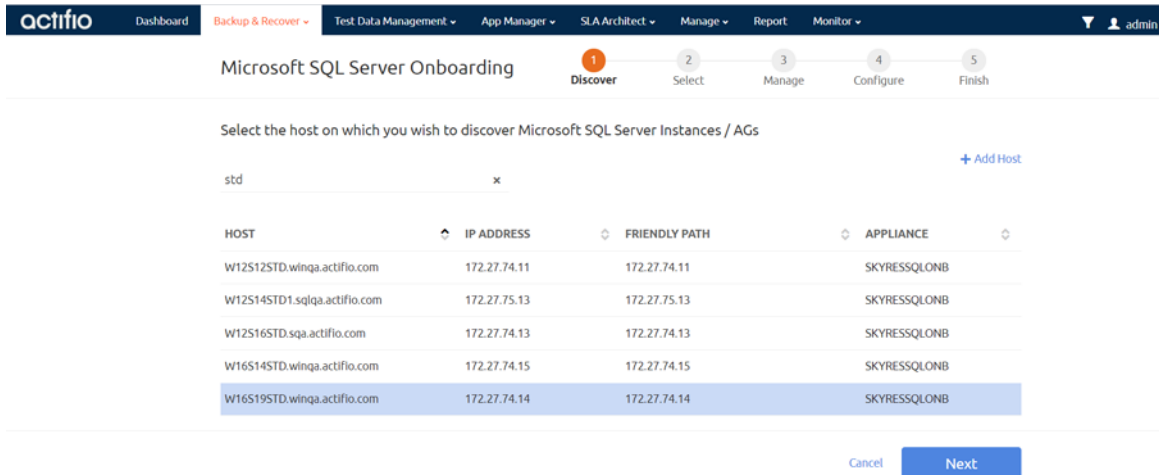 actifio Dashboard Backup & Recover Test Data Management App Manager SLA Architect Manage Report Monitor admin
Microsoft SQL Server Onboarding
1 2 3 4 5
Discover Select Manage Configure Finish
Select the host on which you wish to discover Microsoft SQL Server Instances / AGs
+ Add Host
std ×
HOST IP ADDRESS FRIENDLY PATH APPLIANCE
W12S12STD.winqa.actifio.com 172.27.74.11 172.27.74.11 SKYRESSQLONB
W12S14STD1.sqlqa.actifio.com 172.27.75.13 172.27.75.13 SKYRESSQLONB
W12S16STD.sqa.actifio.com 172.27.74.13 172.27.74.13 SKYRESSQLONB
W16S14STD.winqa.actifio.com 172.27.74.15 172.27.74.15 SKYRESSQLONB
W16S19STD.winqa.actifio.com 172.27.74.14 172.27.74.14 SKYRESSQLONB
Cancel Next